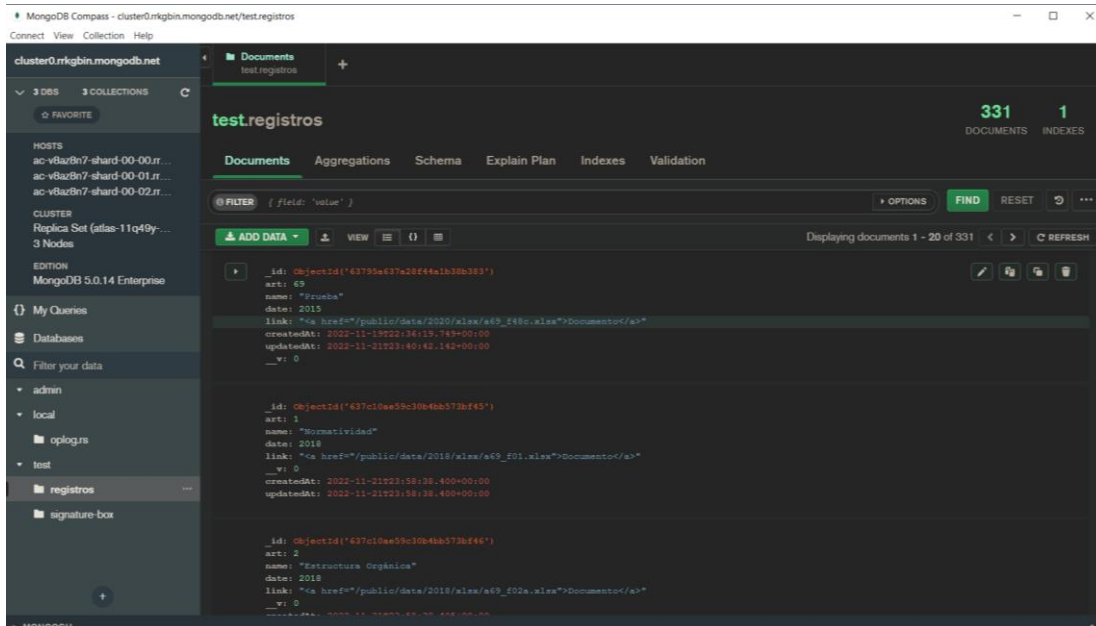 MongoDB Compass - cluster0.rrkgbin.mongodb.net/test.registros
Connect View Collection Help
cluster0.rrkgbin.mongodb.net
Documents
test.registros
3 DBS 3 COLLECTIONS
FAVORITE
HOSTS
ac-v8az8n7-shard-00-00.rr...
ac-v8az8n7-shard-00-01.rr...
ac-v8az8n7-shard-00-02.rr...
CLUSTER
Replica Set (atlas-11q49y-...
3 Nodes
EDITION
MongoDB 5.0.14 Enterprise
{} My Queries
Databases
Filter your data
admin
local
oplog.rs
test
registros
signature-box
test.registros
331 DOCUMENTS
1 INDEXES
Documents Aggregations Schema Explain Plan Indexes Validation
FILTER { field: 'value' } OPTIONS FIND RESET
ADD DATA VIEW {} Displaying documents 1 - 20 of 331 < > REFRESH
_id: ObjectId('63795a637a28f44a1b38b383')
art: 69
name: "Prueba"
date: 2015
link: "<a href="/public/data/2020/xlsx/a69_f48c.xlsx">Documento</a>"
createdAt: 2022-11-19T22:36:19.749+00:00
updatedAt: 2022-11-21T23:40:42.142+00:00
__v: 0
_id: ObjectId('637c10ae59c30b4bb573bf45')
art: 1
name: "Normatividad"
date: 2018
link: "<a href="/public/data/2018/xlsx/a69_f01.xlsx">Documento</a>"
__v: 0
createdAt: 2022-11-21T23:58:38.400+00:00
updatedAt: 2022-11-21T23:58:38.400+00:00
_id: ObjectId('637c10ae59c30b4bb573bf46')
art: 2
name: "Estructura Orgánica"
date: 2018
link: "<a href="/public/data/2018/xlsx/a69_f02a.xlsx">Documento</a>"
__v: 0